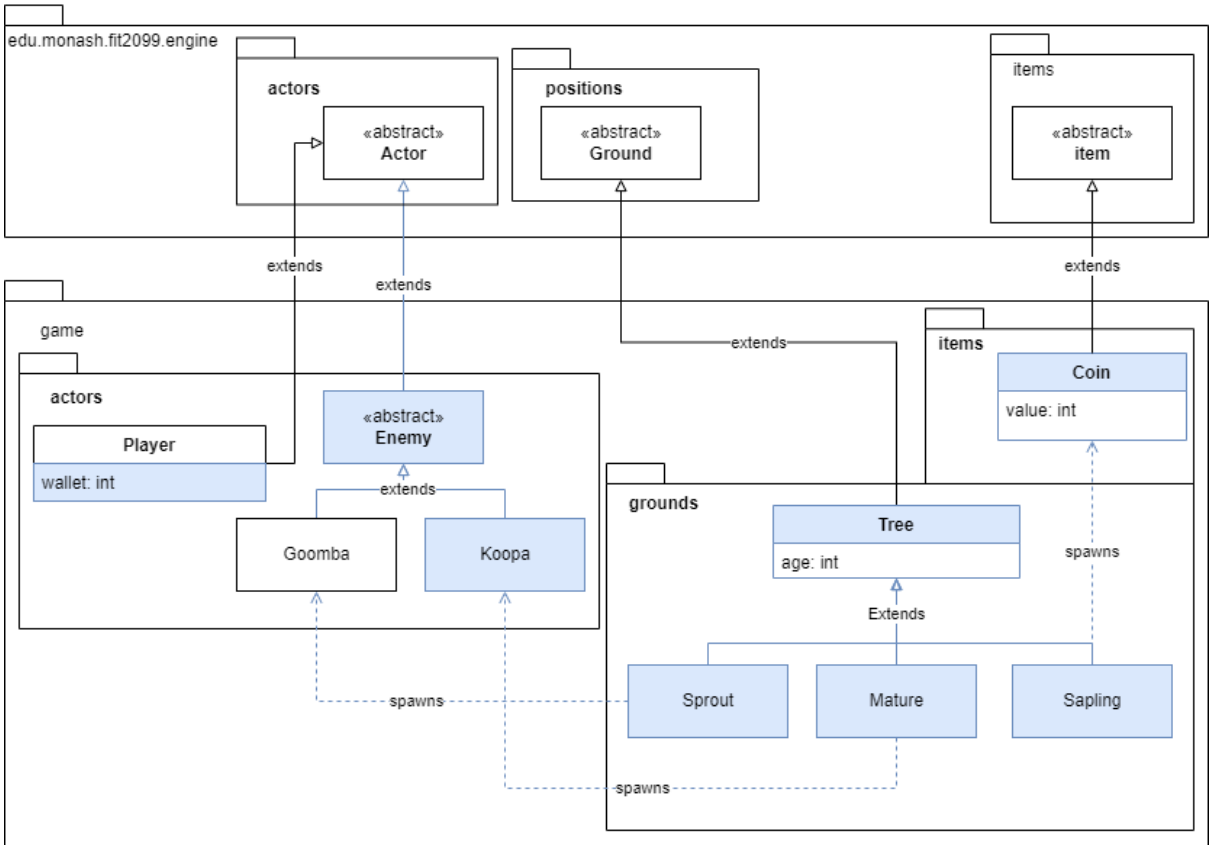 edu.monash.fit2099.engine
actors
«abstract»
Actor
positions
«abstract»
Ground
items
«abstract»
item
extends
extends
extends
extends
game
actors
Player
wallet: int
«abstract»
Enemy
extends
Goomba
Koopa
items
Coin
value: int
grounds
Tree
age: int
spawns
Extends
Sprout
Mature
Sapling
spawns
spawns